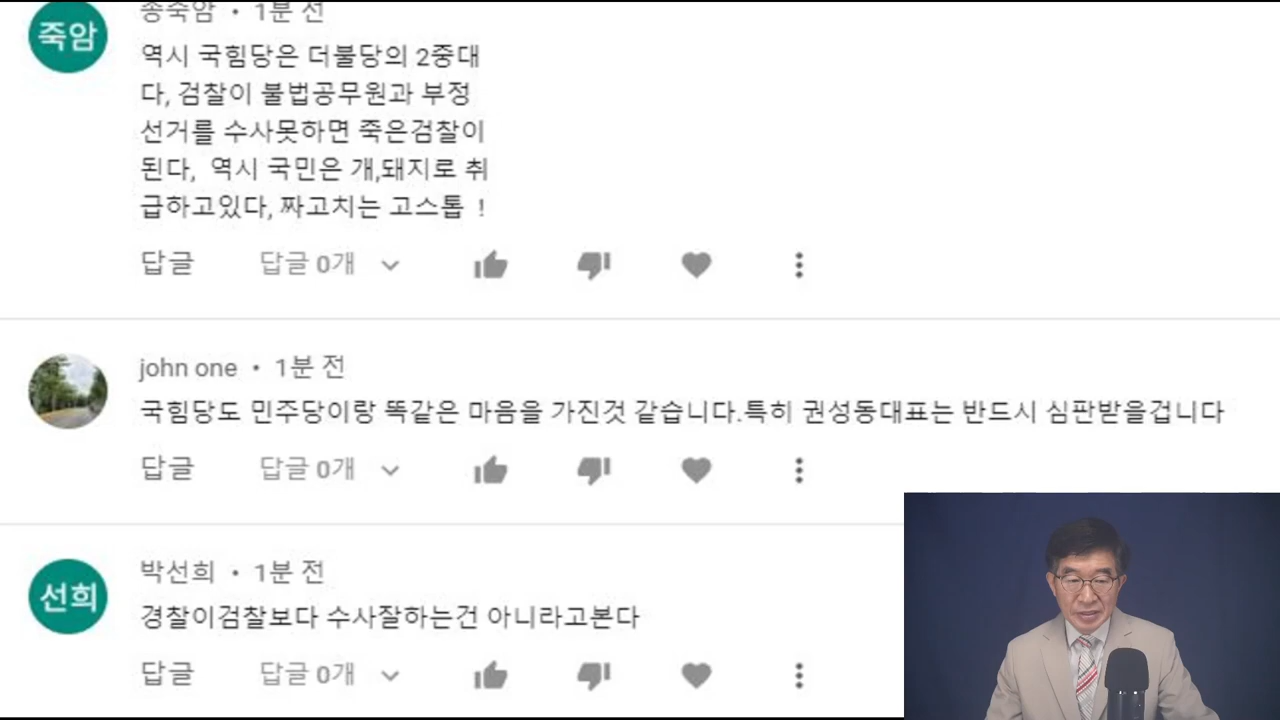 죽암
송죽암 • 1분 전
역시 국힘당은 더불당의 2중대
다, 검찰이 불법공무원과 부정
선거를 수사못하면 죽은검찰이
된다, 역시 국민은 개,돼지로 취
급하고있다, 짜고치는 고스톱 !
답글 답글 0개
john one • 1분 전
국힘당도 민주당이랑 똑같은 마음을 가진것 같습니다.특히 권성동대표는 반드시 심판받을겁니다
답글 답글 0개
선희
박선희 • 1분 전
경찰이검찰보다 수사잘하는건 아니라고본다
답글 답글 0개